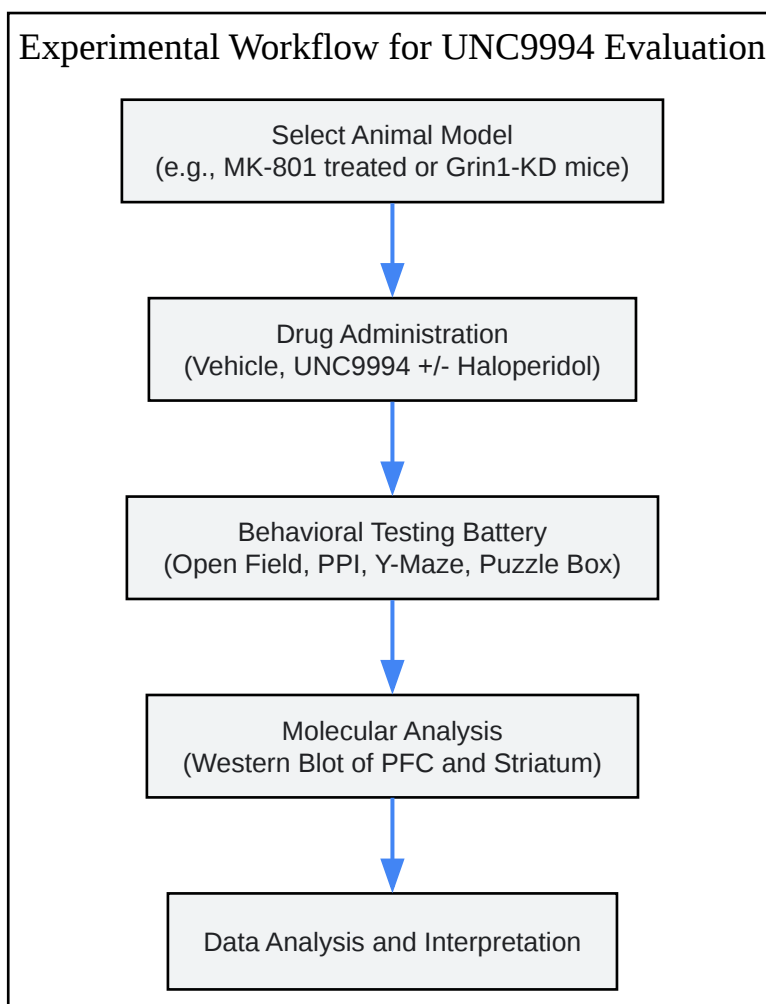 Experimental Workflow for UNC9994 Evaluation
Select Animal Model
(e.g., MK-801 treated or Grin1-KD mice)
Drug Administration
(Vehicle, UNC9994 +/- Haloperidol)
Behavioral Testing Battery
(Open Field, PPI, Y-Maze, Puzzle Box)
Molecular Analysis
(Western Blot of PFC and Striatum)
Data Analysis and Interpretation